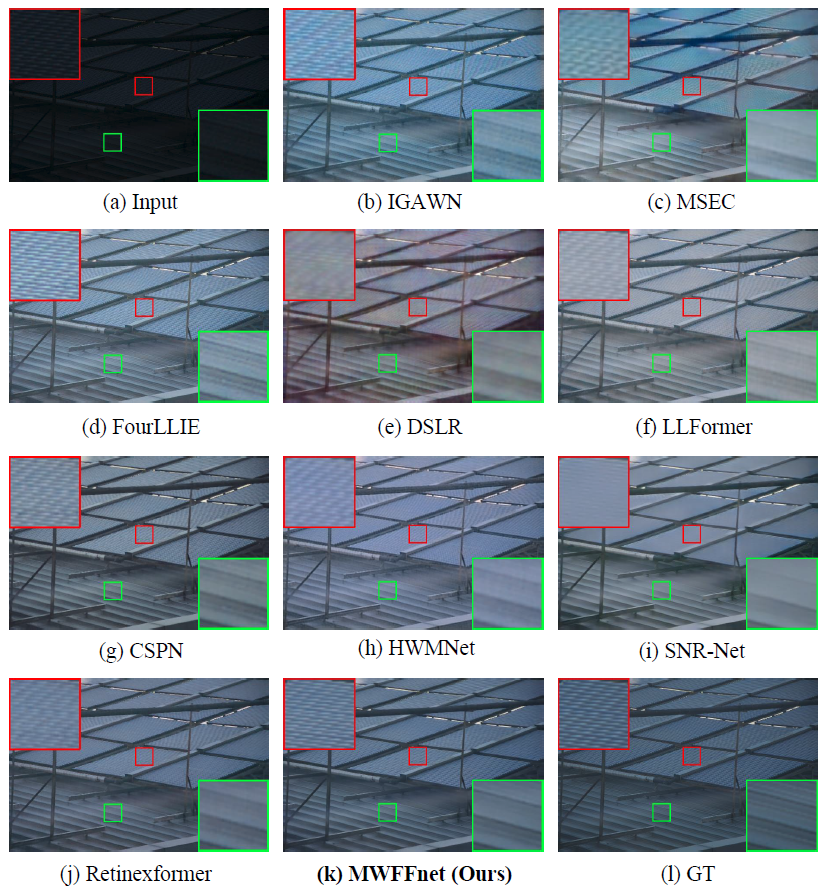 (a) Input
(b) IGAWN
(c) MSEC
(d) FourLLIE
(e) DSLR
(f) LLFormer
(g) CSPN
(h) HWMNet
(i) SNR-Net
(j) Retinexformer
(k) MWFFnet (Ours)
(l) GT